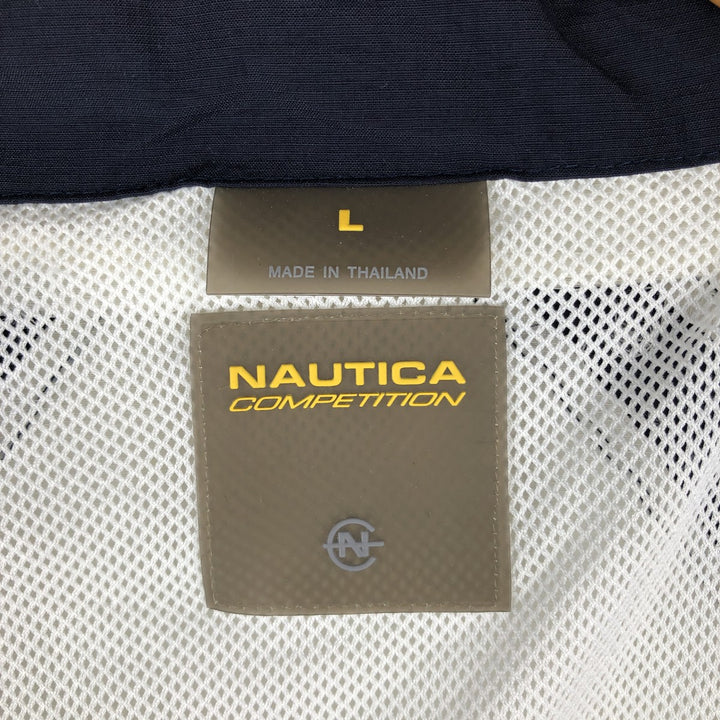 L
MADE IN THAILAND
NAUTICA
COMPETITION
N